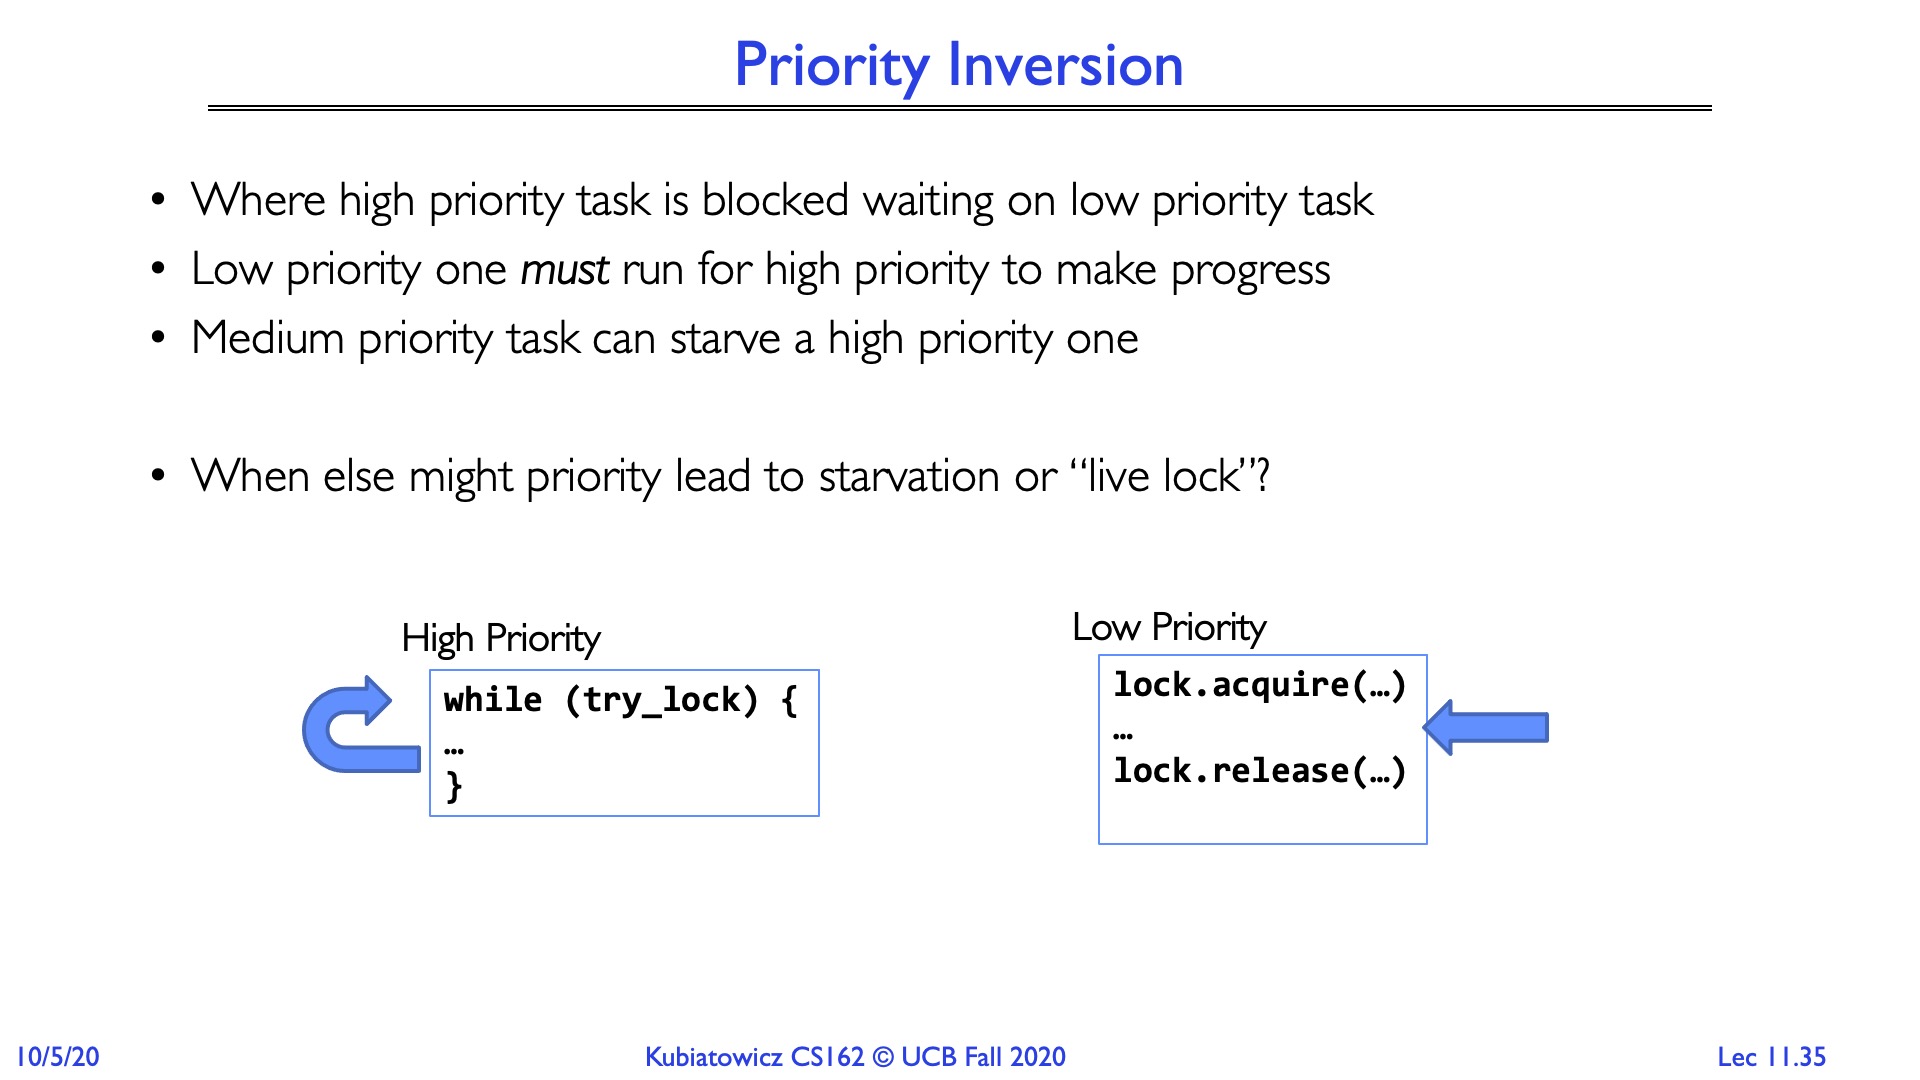 Priority Inversion
• Where high priority task is blocked waiting on low priority task
• Low priority one must run for high priority to make progress
• Medium priority task can starve a high priority one
• When else might priority lead to starvation or “live lock”?
High Priority
while (try_lock) {
…
}
Low Priority
lock.acquire(…)
…
lock.release(…)
10/5/20
Kubiatowicz CS162 © UCB Fall 2020
Lec 11.35